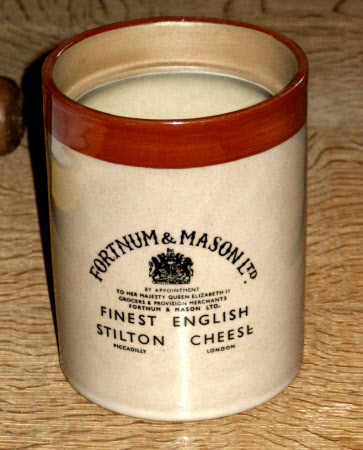 FORTNUM & MASON LTD.
BY APPOINTMENT
TO HER MAJESTY QUEEN ELIZABETH II
GROCERS & PROVISION MERCHANTS
FORTNUM & MASON LTD.
FINEST ENGLISH
STILTON CHEESE
PICCADILLY LONDON